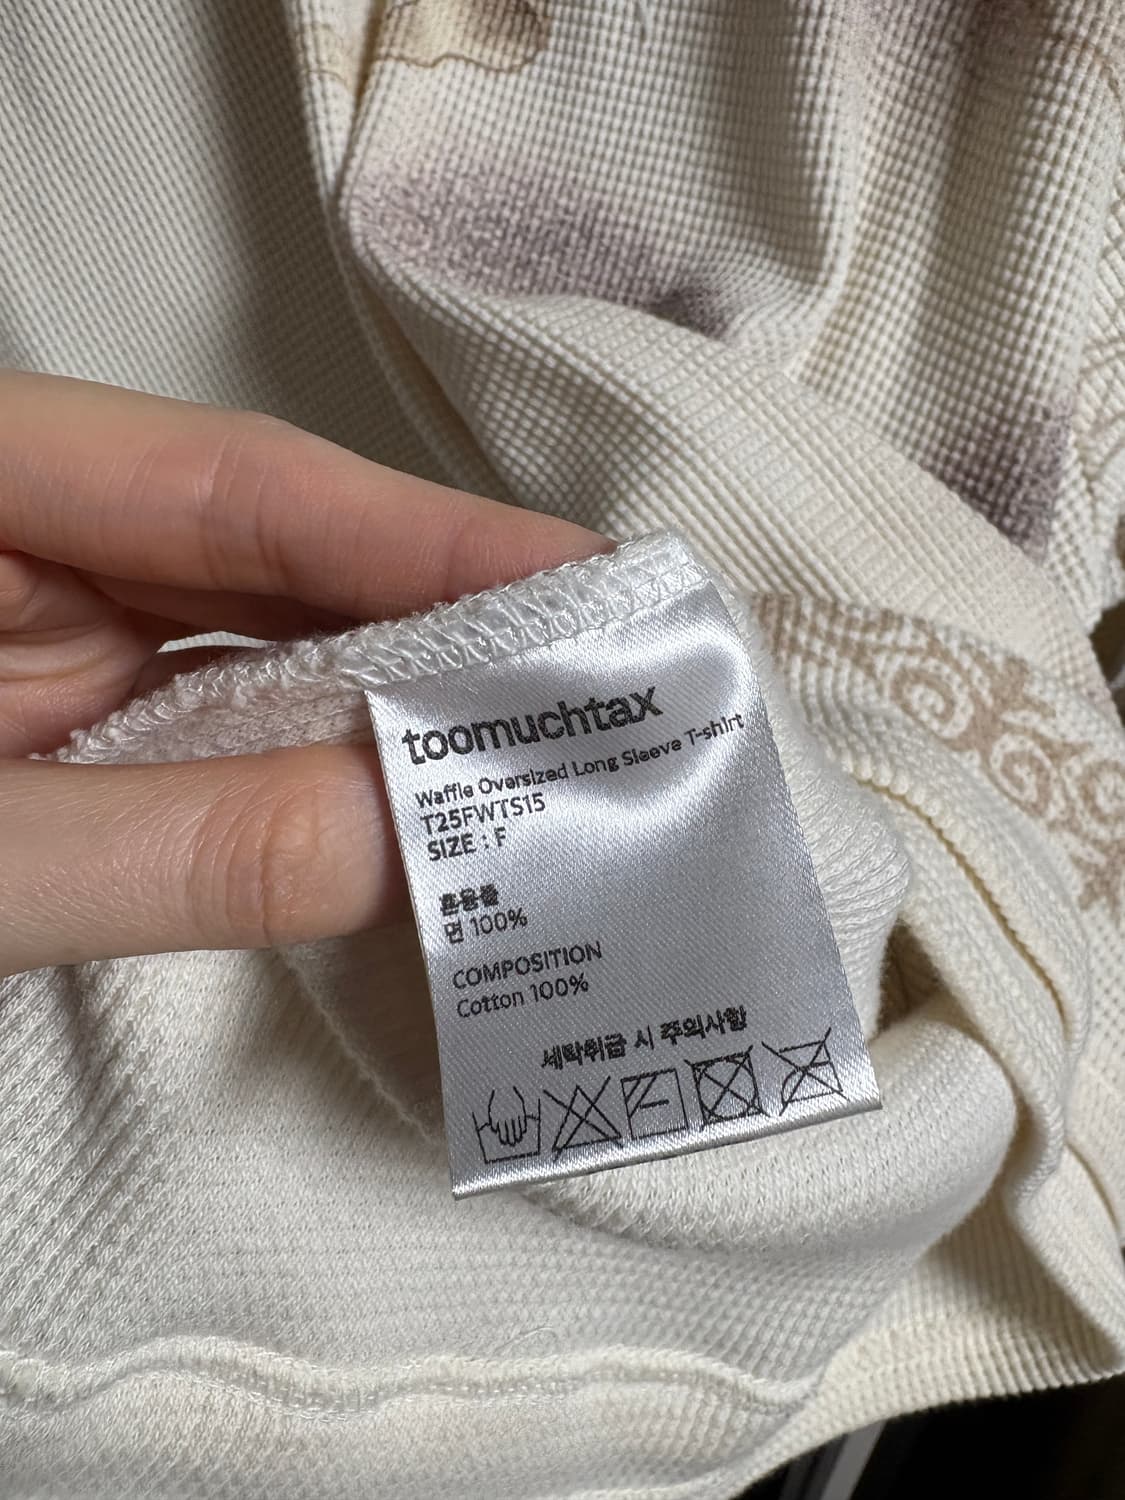 toomuchtax
Waffle Oversized Long Sleeve T-shirt
T25FWTS15
SIZE : F
혼용률
면 100%
COMPOSITION
Cotton 100%
세탁취급 시 주의사항